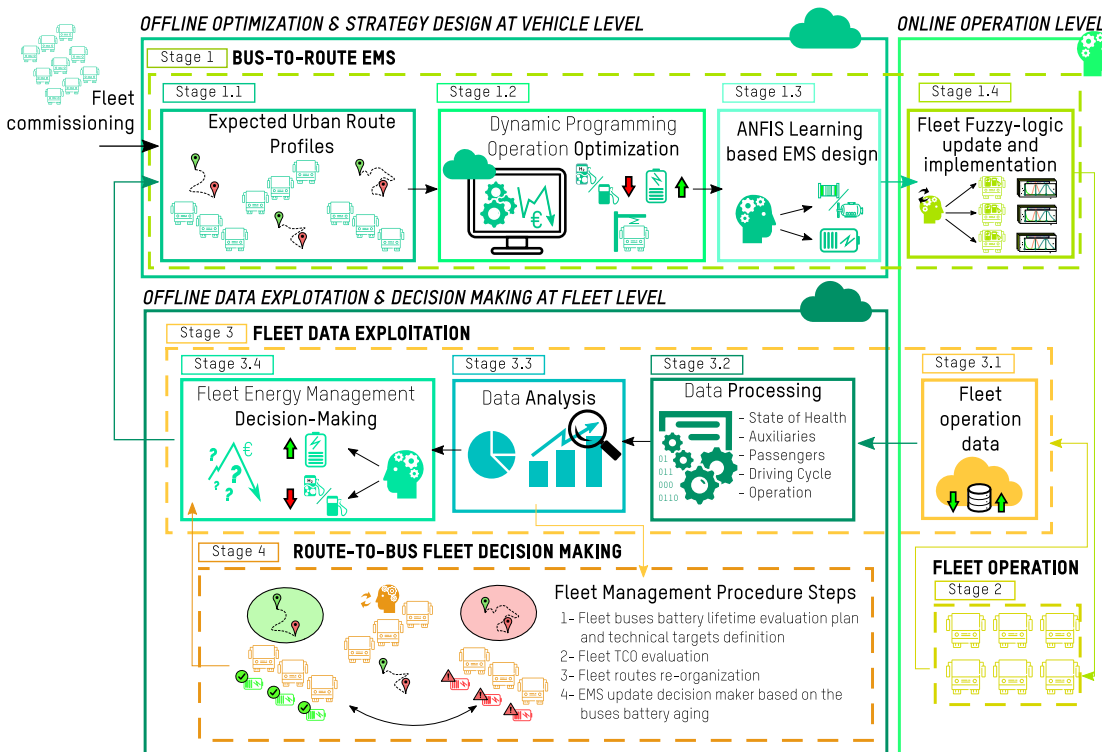 OFFLINE OPTIMIZATION & STRATEGY DESIGN AT VEHICLE LEVEL
ONLINE OPERATION LEVEL
Fleet
commissioning
Stage 1
BUS-TO-ROUTE EMS
Stage 1.1
Expected Urban Route
Profiles
Stage 1.2
Dynamic Programming
Operation Optimization
H2
€
Stage 1.3
ANFIS Learning
based EMS design
Stage 1.4
Fleet Fuzzy-logic
update and
implementation
OFFLINE DATA EXPLOTATION & DECISION MAKING AT FLEET LEVEL
Stage 3
FLEET DATA EXPLOITATION
Stage 3.4
Fleet Energy Management
Decision-Making
? € ? ? ?
H2
Stage 3.3
Data Analysis
Stage 3.2
Data Processing
- State of Health
- Auxiliaries
- Passengers
- Driving Cycle
- Operation
01
011
000
0110
Stage 3.1
Fleet
operation
data
Stage 4
ROUTE-TO-BUS FLEET DECISION MAKING
Fleet Management Procedure Steps
1- Fleet buses battery lifetime evaluation plan
and technical targets definition
2- Fleet TCO evaluation
3- Fleet routes re-organization
4- EMS update decision maker based on the
buses battery aging
FLEET OPERATION
Stage 2